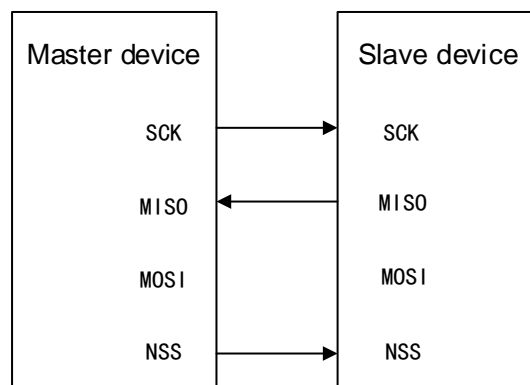 Master device Slave device
SCK SCK
MISO MISO
MOSI MOSI
NSS NSS